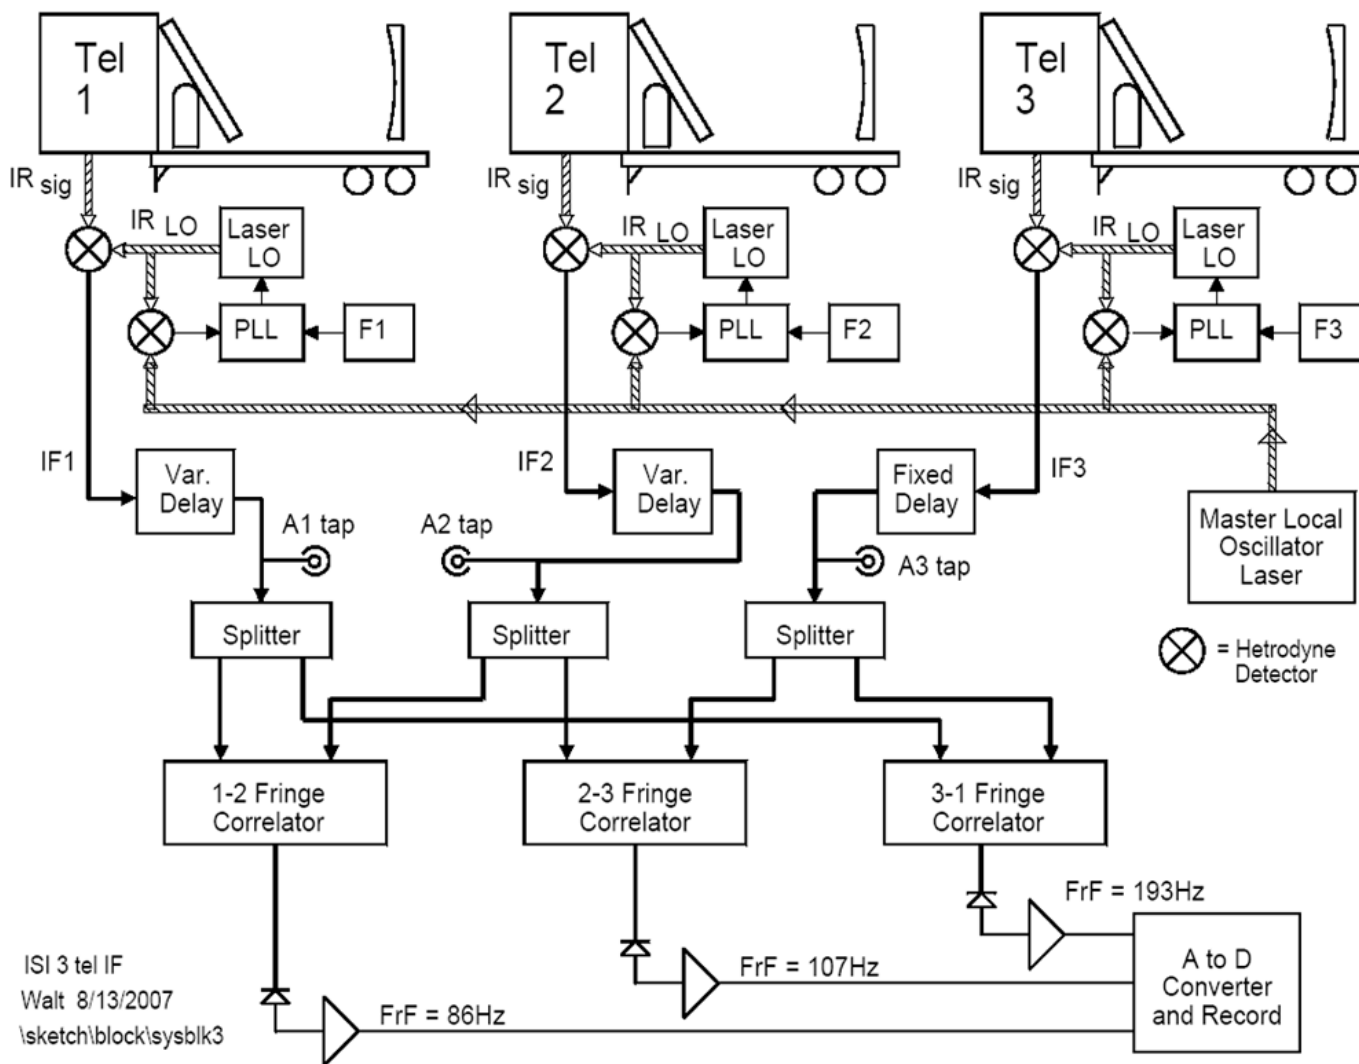 Tel
1
Tel
2
Tel
3
IR sig
IR LO
Laser
LO
PLL
F1
IR sig
IR LO
Laser
LO
PLL
F2
IR sig
IR LO
Laser
LO
PLL
F3
IF1
Var.
Delay
A1 tap
IF2
Var.
Delay
A2 tap
Fixed
Delay
IF3
A3 tap
Master Local
Oscillator
Laser
Splitter
Splitter
Splitter
= Hetrodyne
Detector
1-2 Fringe
Correlator
2-3 Fringe
Correlator
3-1 Fringe
Correlator
FrF = 193Hz
FrF = 107Hz
FrF = 86Hz
A to D
Converter
and Record
ISI 3 tel IF
Walt 8/13/2007
\sketch\block\sysblk3